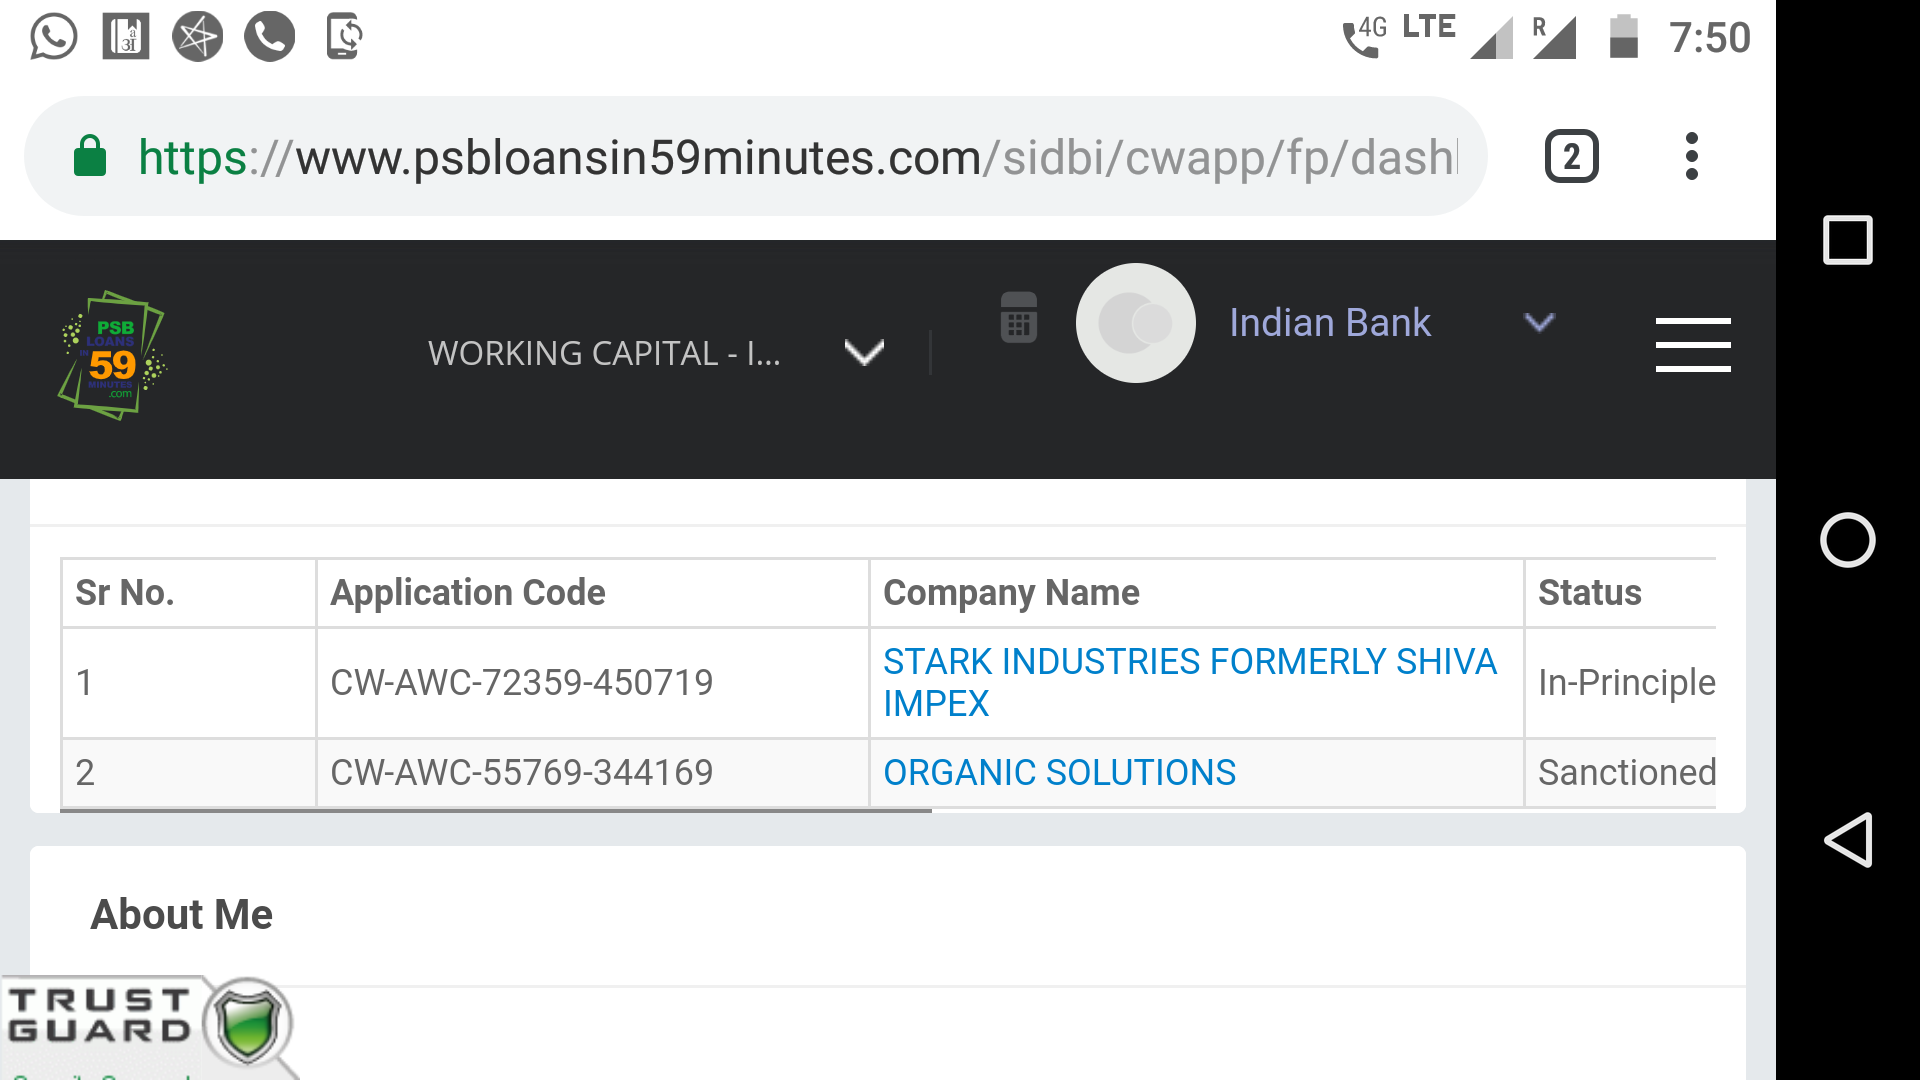 4G LTE R 7:50
https://www.psbloansin59minutes.com/sidbi/cwapp/fp/dash
2
PSB
LOANS
IN 59
MINUTES
.com
WORKING CAPITAL - I...
Indian Bank
Sr No. Application Code Company Name Status
1 CW-AWC-72359-450719 STARK INDUSTRIES FORMERLY SHIVA IMPEX In-Principle
2 CW-AWC-55769-344169 ORGANIC SOLUTIONS Sanctioned
About Me
TRUST
GUARD